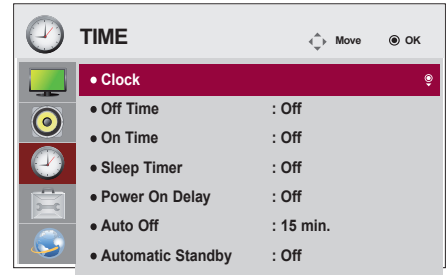 TIME Move OK
● Clock
● Off Time : Off
● On Time : Off
● Sleep Timer : Off
● Power On Delay : Off
● Auto Off : 15 min.
● Automatic Standby : Off